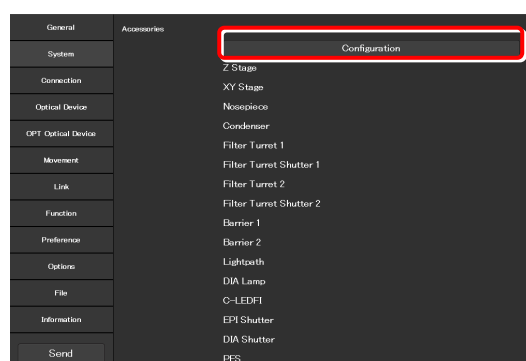 General
System
Connection
Optical Device
OPT Optical Device
Movement
Link
Function
Preference
Options
File
Information
Send
Accessories
Configuration
Z Stage
XY Stage
Nosepiece
Condenser
Filter Turret 1
Filter Turret Shutter 1
Filter Turret 2
Filter Turret Shutter 2
Barrier 1
Barrier 2
Lightpath
DIA Lamp
C-LEDFI
EPI Shutter
DIA Shutter
PFS